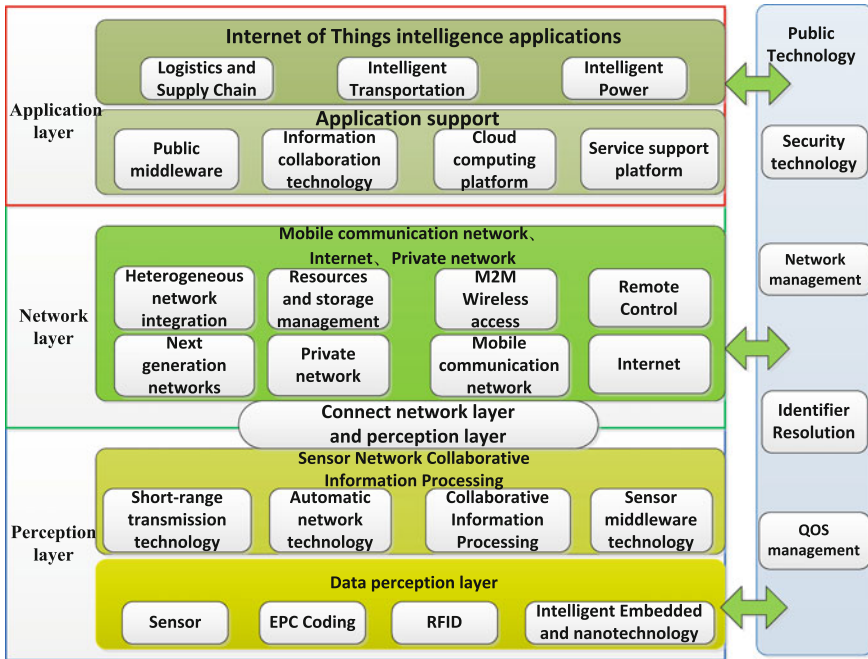 Internet of Things intelligence applications
Logistics and
Supply Chain
Intelligent
Transportation
Intelligent
Power
Application
layer
Application support
Public
middleware
Information
collaboration
technology
Cloud
computing
platform
Service support
platform
Mobile communication network、
Internet、Private network
Heterogeneous
network
integration
Resources
and storage
management
M2M
Wireless
access
Remote
Control
Network
layer
Next
generation
networks
Private
network
Mobile
communication
network
Internet
Connect network layer
and perception layer
Sensor Network Collaborative
Information Processing
Short-range
transmission
technology
Automatic
network
technology
Collaborative
Information
Processing
Sensor
middleware
technology
Perception
layer
Data perception layer
Sensor
EPC Coding
RFID
Intelligent Embedded
and nanotechnology
Public
Technology
Security
technology
Network
management
Identifier
Resolution
QOS
management